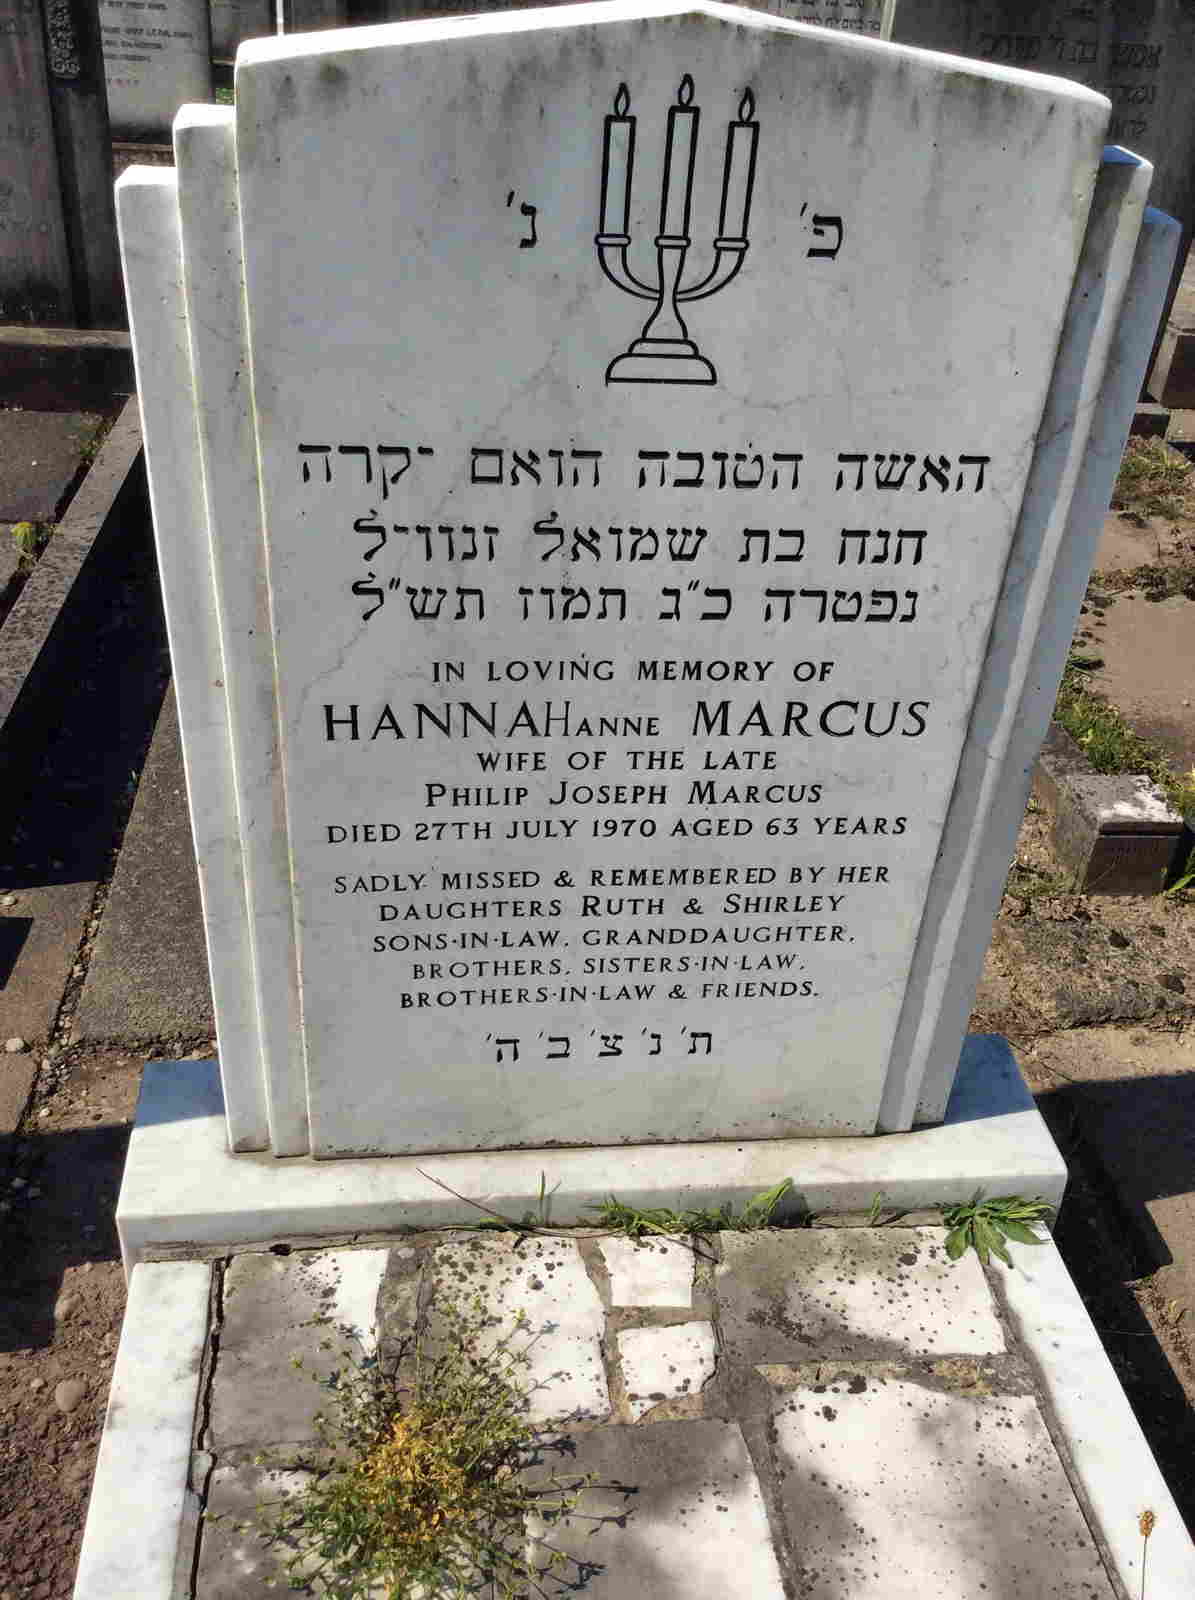 פ' נ'
האשה הטובה הואם יקרה
חנה בת שמואל זנוויל
נפטרה כ"ג תמוז תש"ל
IN LOVING MEMORY OF
HANNAHANNE MARCUS
WIFE OF THE LATE
PHILIP JOSEPH MARCUS
DIED 27TH JULY 1970 AGED 63 YEARS
SADLY MISSED & REMEMBERED BY HER
DAUGHTERS RUTH & SHIRLEY
SONS·IN·LAW, GRANDDAUGHTER,
BROTHERS, SISTERS·IN·LAW,
BROTHERS·IN·LAW & FRIENDS.
ת' נ' צ' ב' ה'